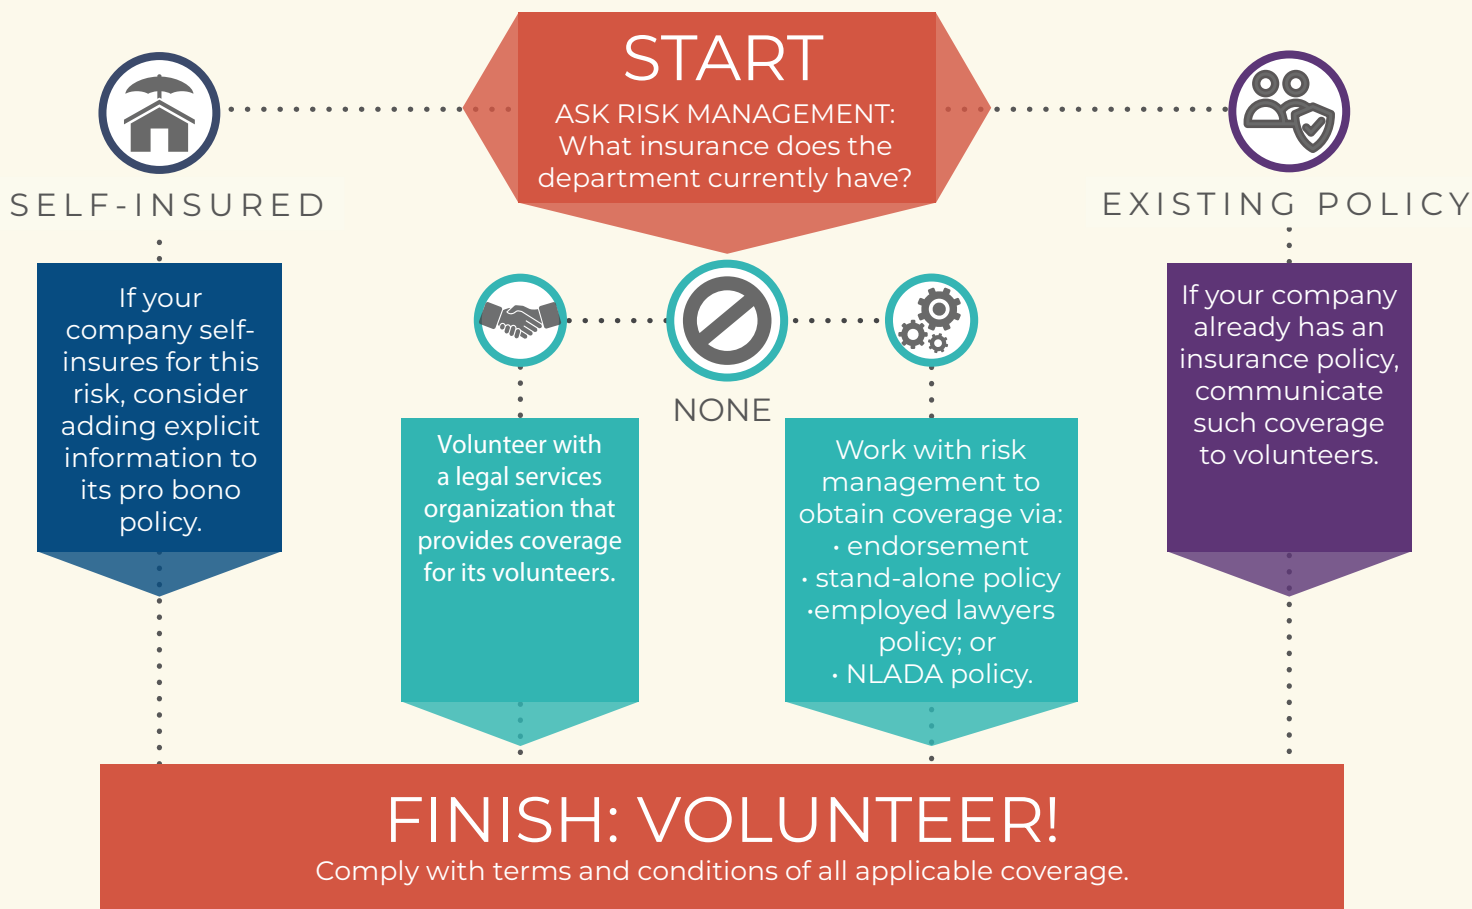 START
ASK RISK MANAGEMENT:
What insurance does the
department currently have?
SELF-INSURED
If your
company self-
insures for this
risk, consider
adding explicit
information to
its pro bono
policy.
NONE
Volunteer with
a legal services
organization that
provides coverage
for its volunteers.
Work with risk
management to
obtain coverage via:
• endorsement
• stand-alone policy
•employed lawyers
policy; or
• NLADA policy.
EXISTING POLICY
If your company
already has an
insurance policy,
communicate
such coverage
to volunteers.
FINISH: VOLUNTEER!
Comply with terms and conditions of all applicable coverage.